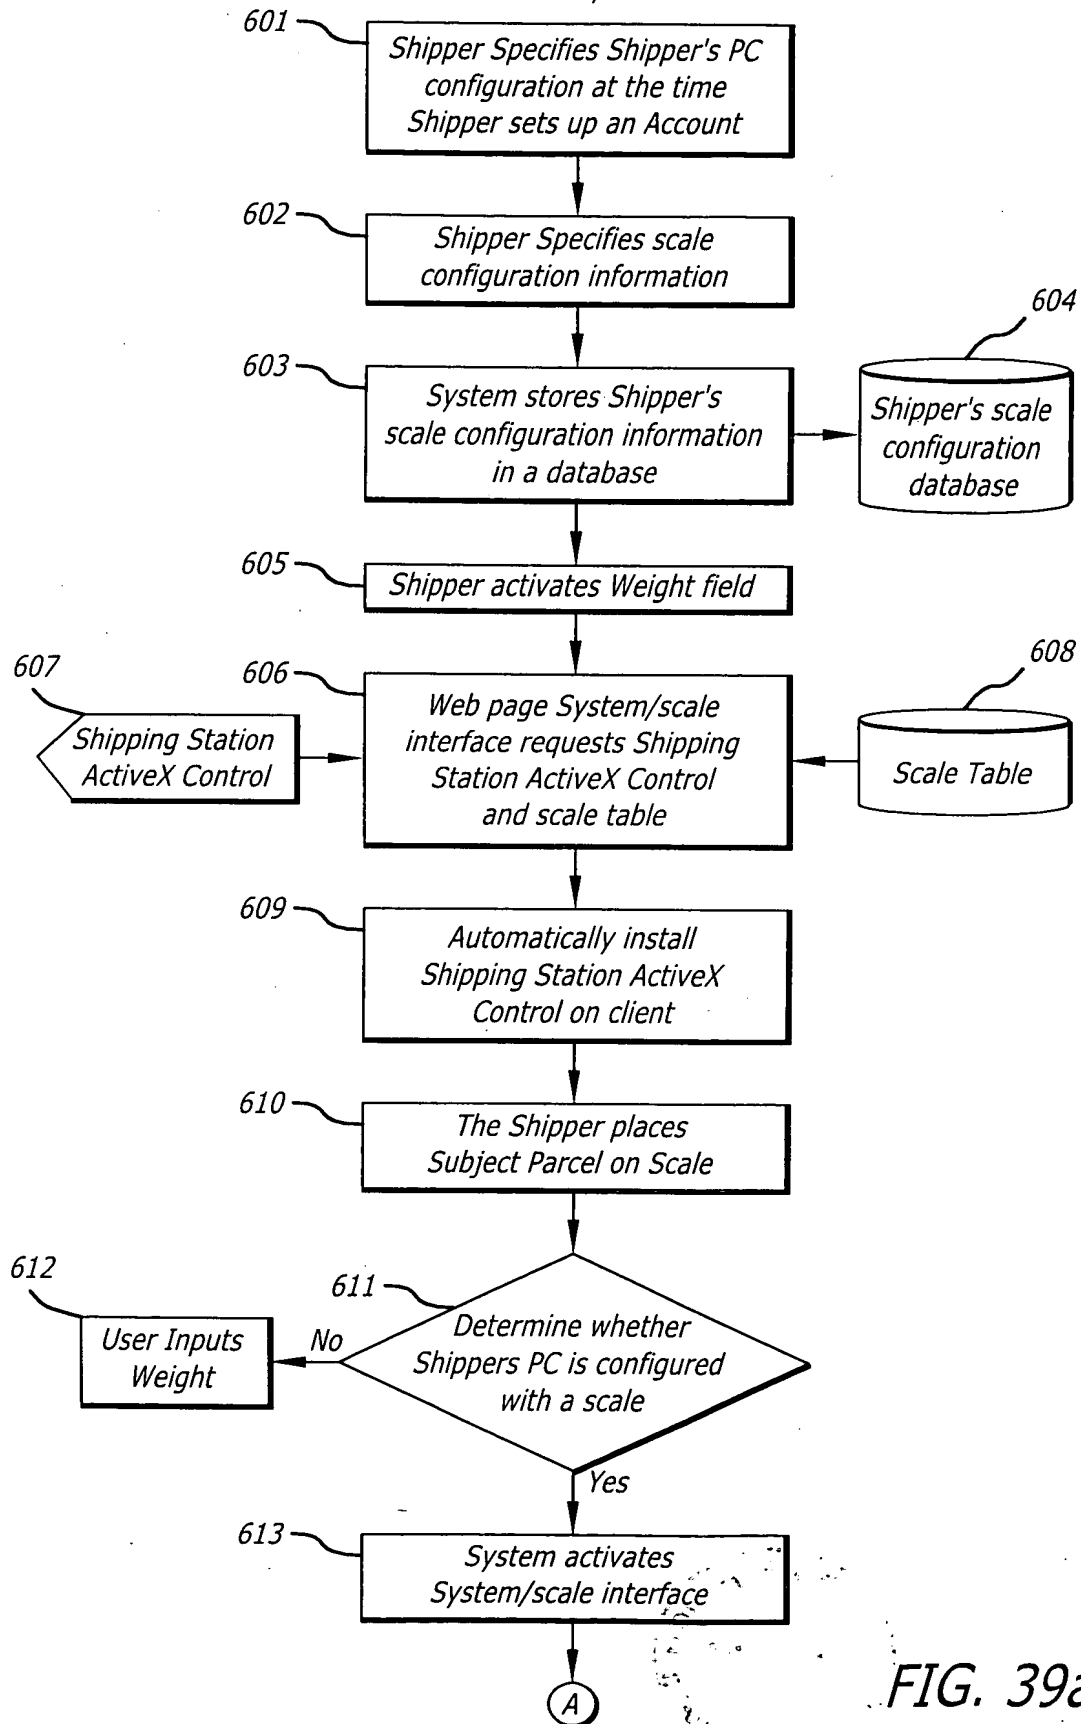 601
Shipper Specifies Shipper's PC
configuration at the time
Shipper sets up an Account
602
Shipper Specifies scale
configuration information
603
System stores Shipper's
scale configuration information
in a database
604
Shipper's scale
configuration
database
605
Shipper activates Weight field
606
Web page System/scale
interface requests Shipping
Station ActiveX Control
and scale table
607
Shipping Station
ActiveX Control
608
Scale Table
609
Automatically install
Shipping Station ActiveX
Control on client
610
The Shipper places
Subject Parcel on Scale
611
Determine whether
Shippers PC is configured
with a scale
No
612
User Inputs
Weight
Yes
613
System activates
System/scale interface
A
FIG. 39a